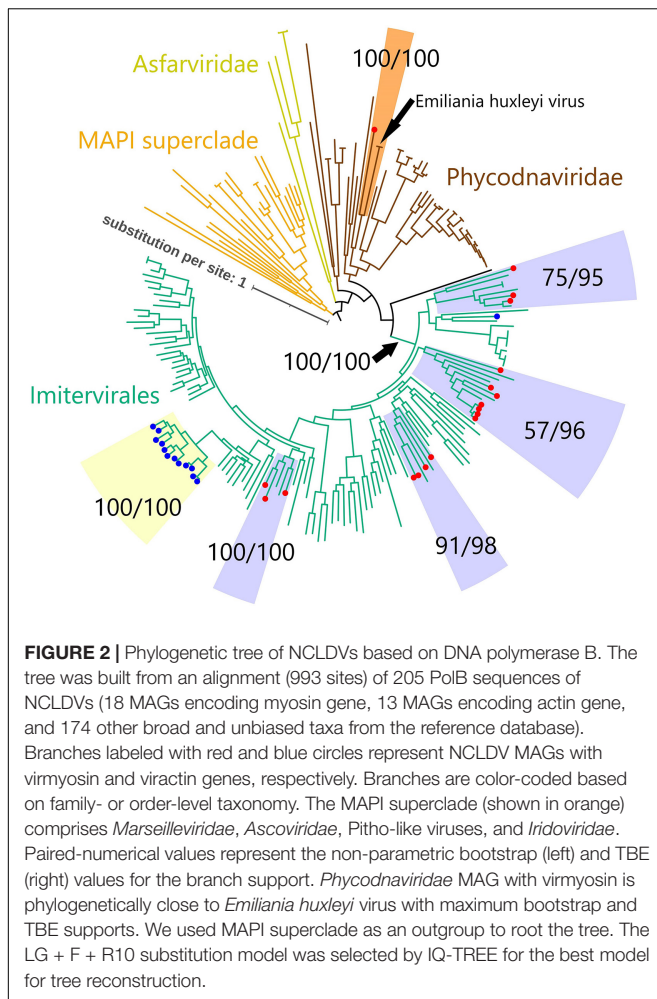 100/100
Asfarviridae
Emiliania huxleyi virus
MAPI superclade
Phycodnaviridae
substitution per site: 1
75/95
100/100
Imitervirales
57/96
100/100
100/100
91/98
FIGURE 2 | Phylogenetic tree of NCLDVs based on DNA polymerase B. The
tree was built from an alignment (993 sites) of 205 PolB sequences of
NCLDVs (18 MAGs encoding myosin gene, 13 MAGs encoding actin gene,
and 174 other broad and unbiased taxa from the reference database).
Branches labeled with red and blue circles represent NCLDV MAGs with
virmyosin and viractin genes, respectively. Branches are color-coded based
on family- or order-level taxonomy. The MAPI superclade (shown in orange)
comprises Marseilleviridae, Ascoviridae, Pitho-like viruses, and Iridoviridae.
Paired-numerical values represent the non-parametric bootstrap (left) and TBE
(right) values for the branch support. Phycodnaviridae MAG with virmyosin is
phylogenetically close to Emiliania huxleyi virus with maximum bootstrap and
TBE supports. We used MAPI superclade as an outgroup to root the tree. The
LG + F + R10 substitution model was selected by IQ-TREE for the best model
for tree reconstruction.